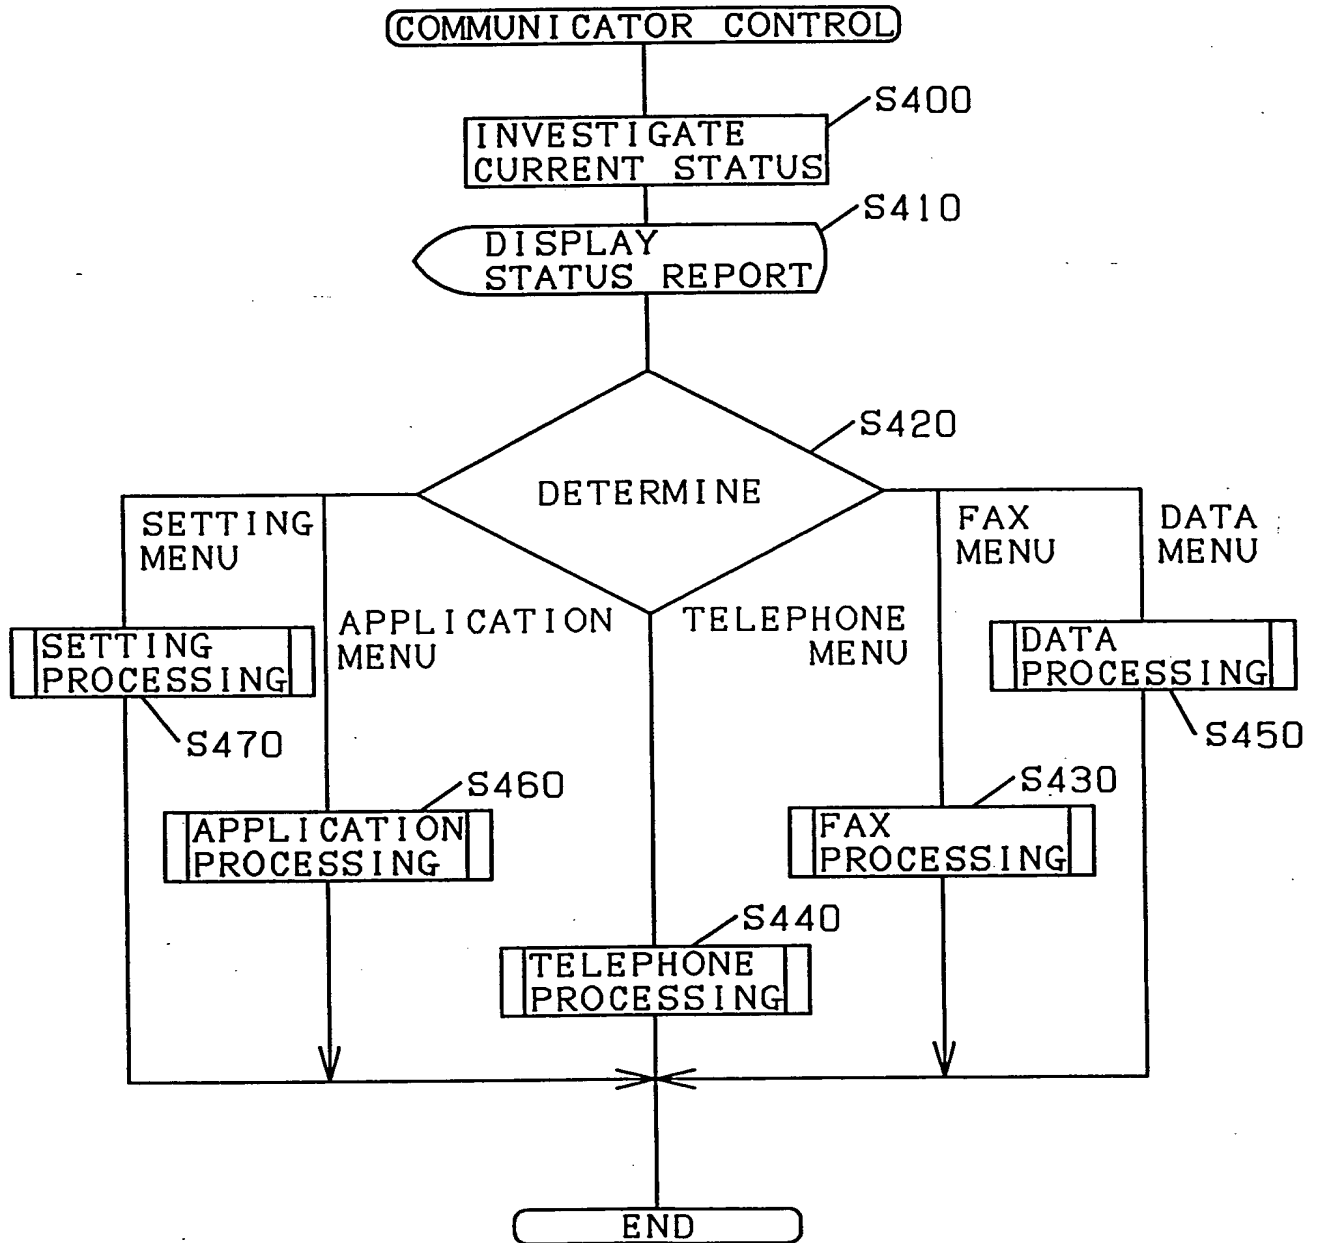 COMMUNICATOR CONTROL
S400
INVESTIGATE
CURRENT STATUS
S410
DISPLAY
STATUS REPORT
S420
DETERMINE
SETTING
MENU
FAX
MENU
DATA
MENU
APPLICATION
MENU
TELEPHONE
MENU
SETTING
PROCESSING
DATA
PROCESSING
S470
S450
S460
S430
APPLICATION
PROCESSING
FAX
PROCESSING
S440
TELEPHONE
PROCESSING
END